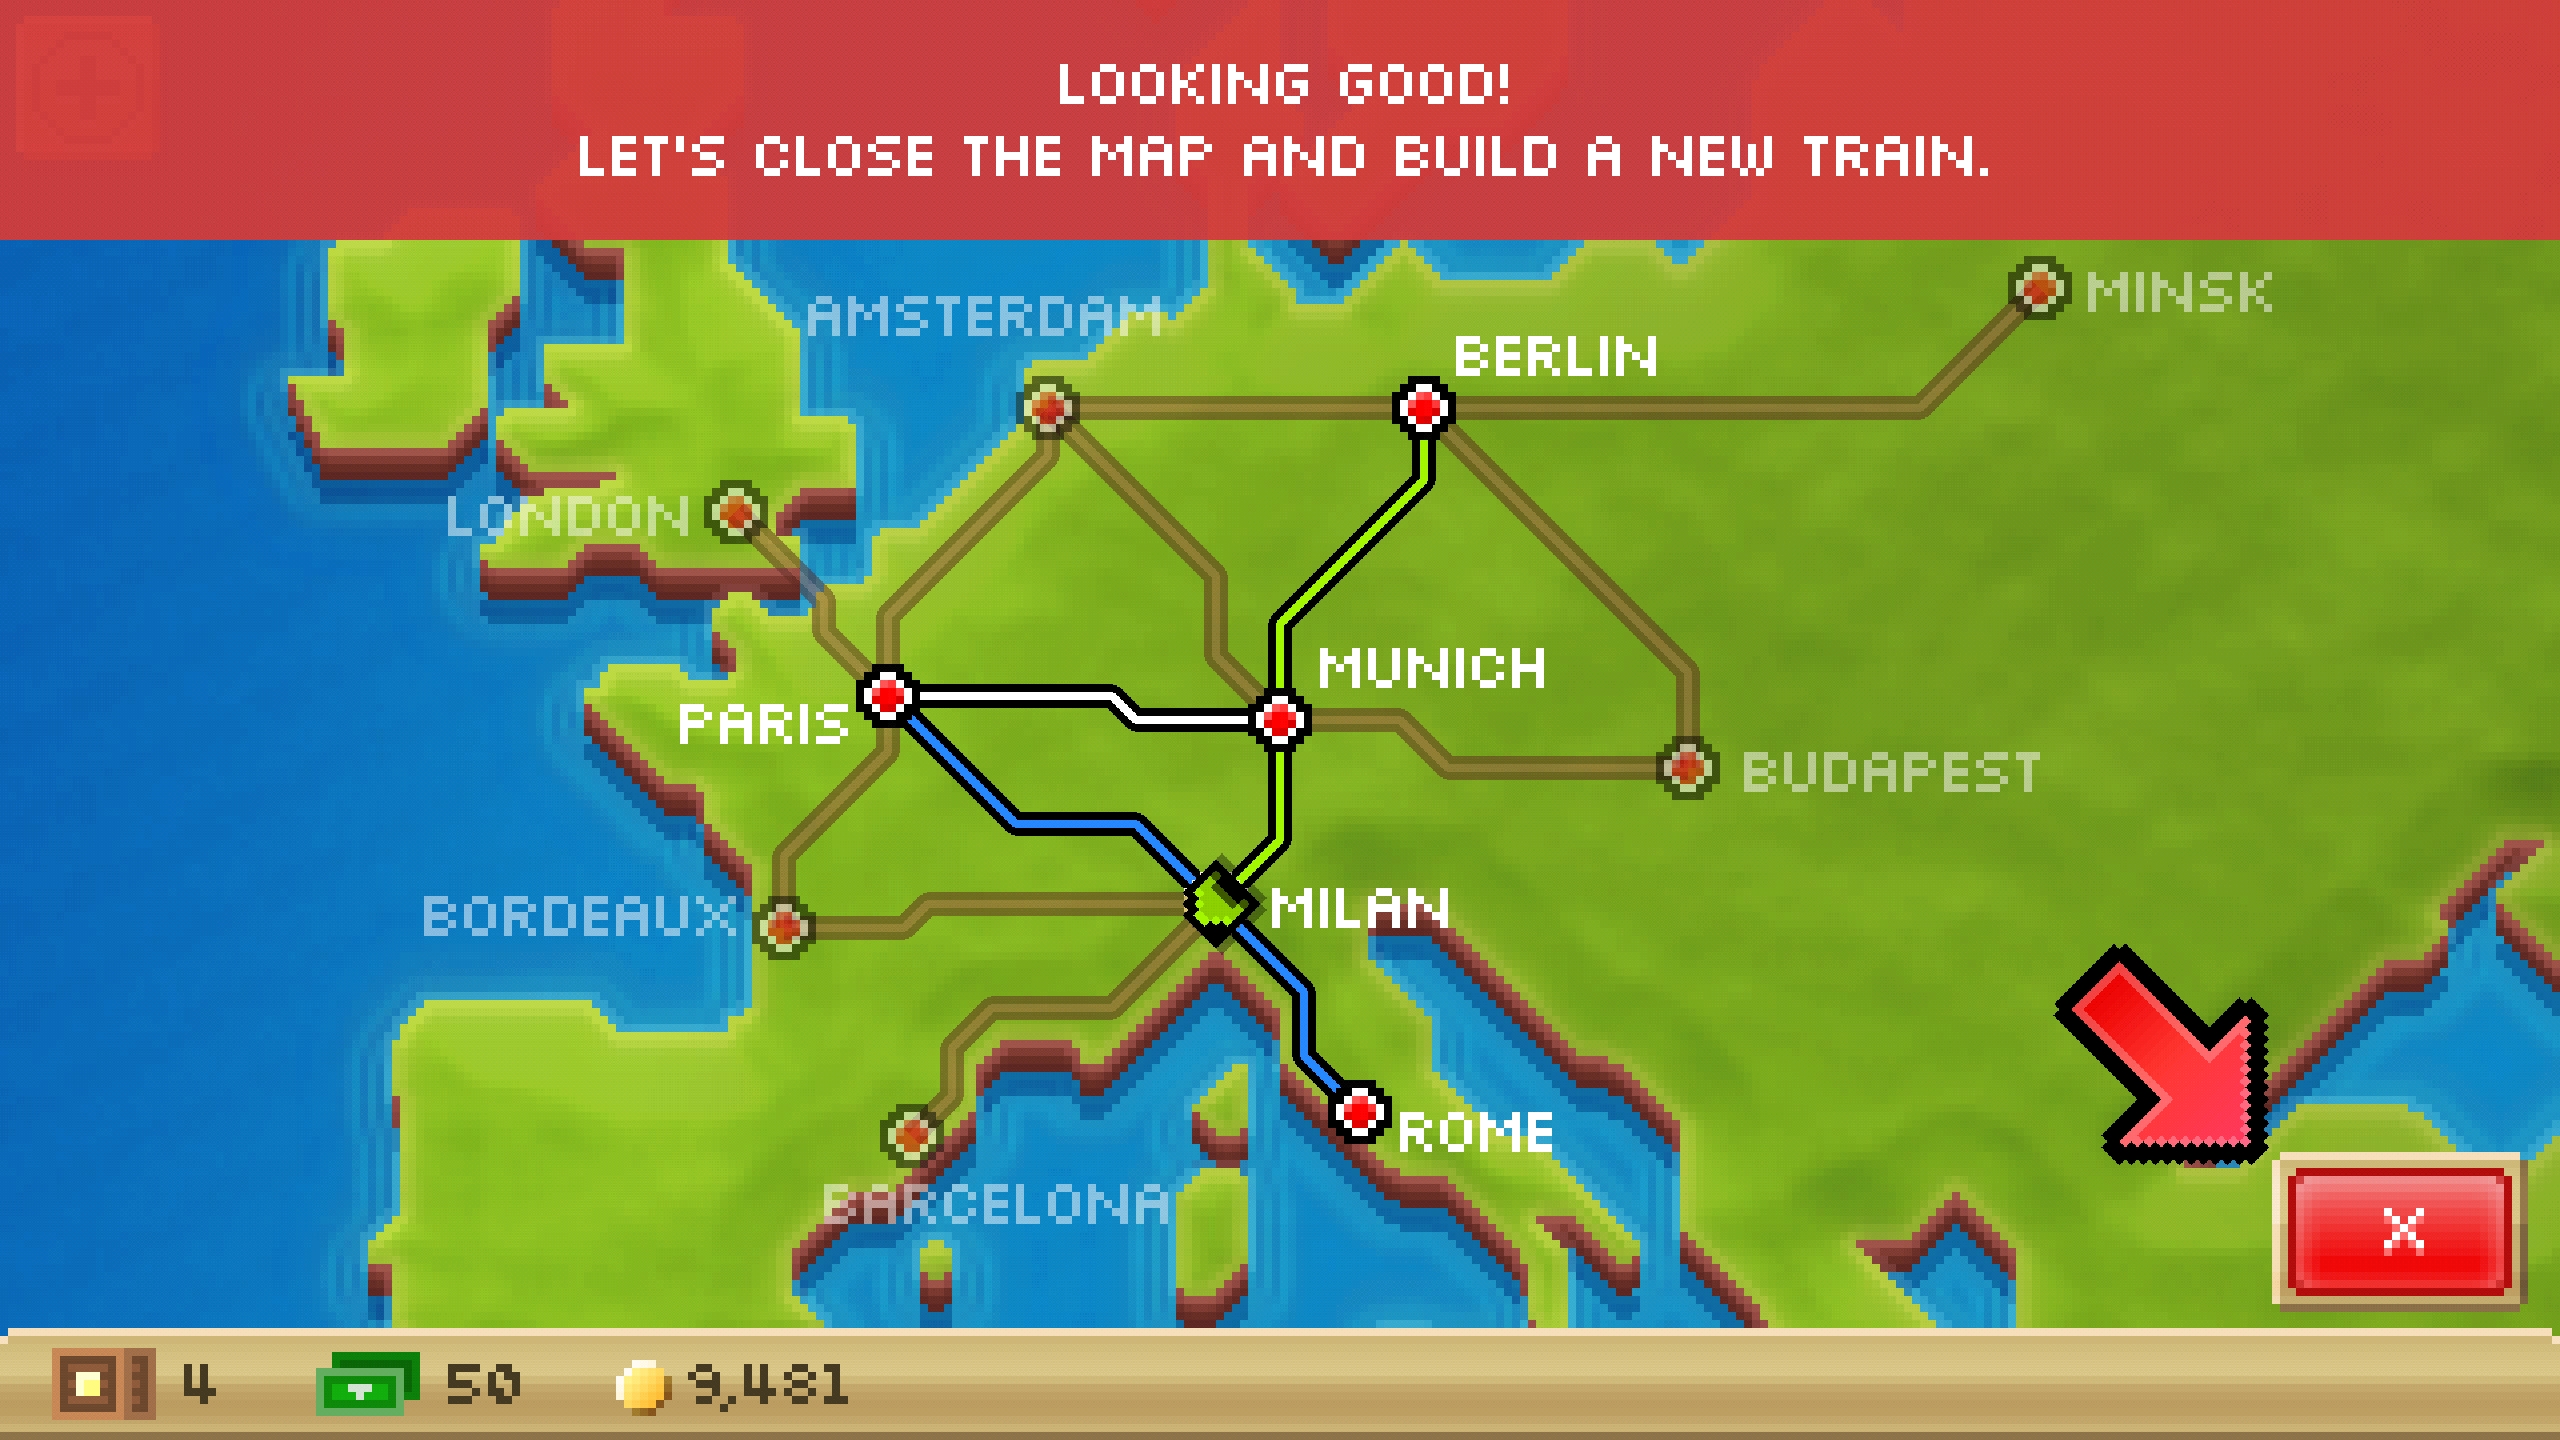 LOOKING GOOD!
LET'S CLOSE THE MAP AND BUILD A NEW TRAIN.
MINSK
AMSTERDAM
BERLIN
LONDON
MUNICH
PARIS
BUDAPEST
BORDEAUX
MILAN
ROME
BARCELONA
X
4
50
9,481